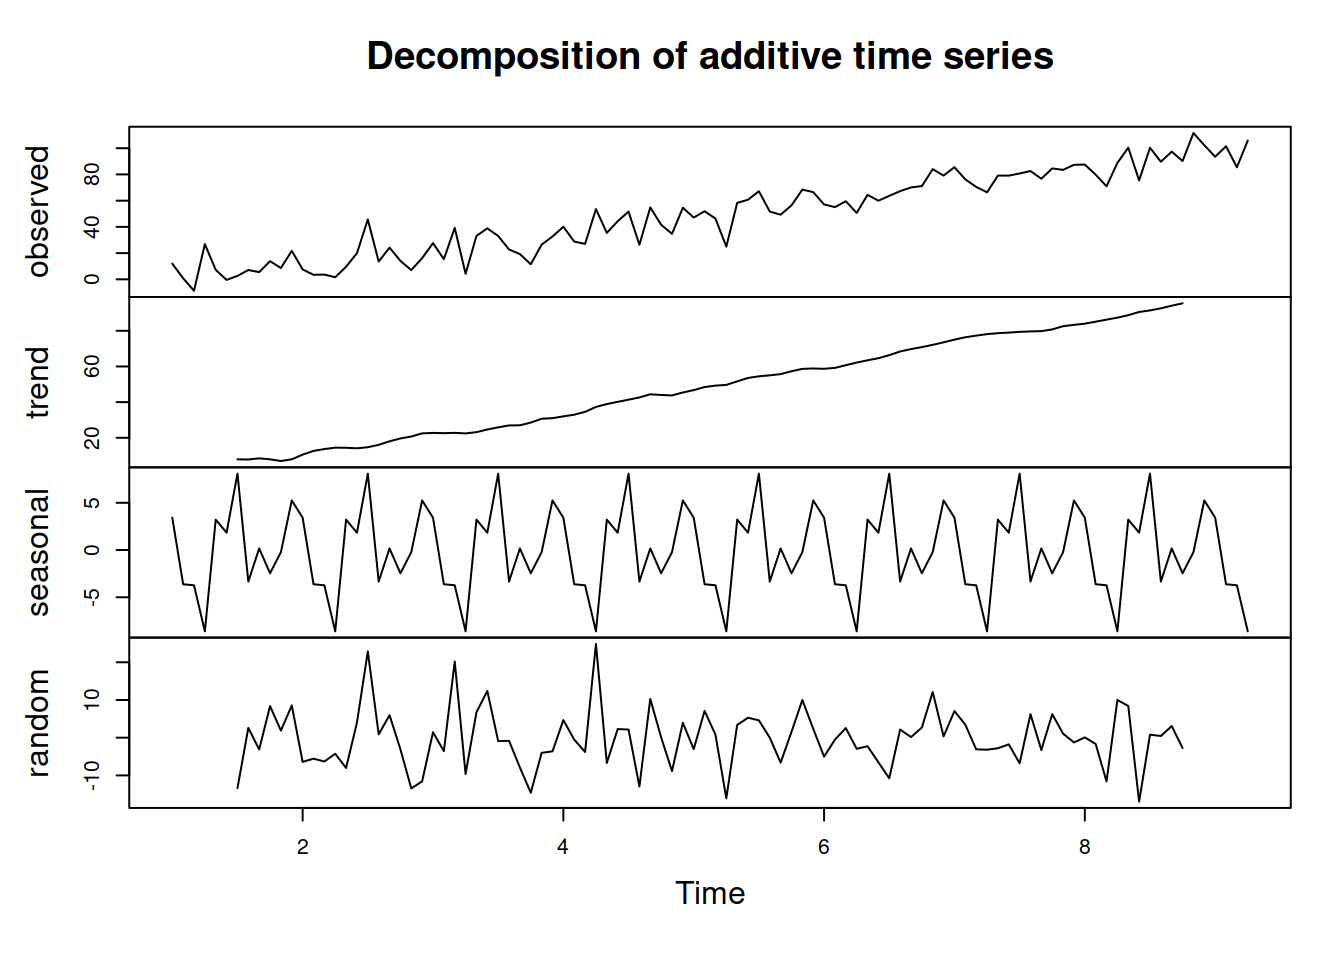 Decomposition of additive time series
observed
0 40 80
trend
20 60
seasonal
-5 0 5
random
-10 10
2 4 6 8
Time